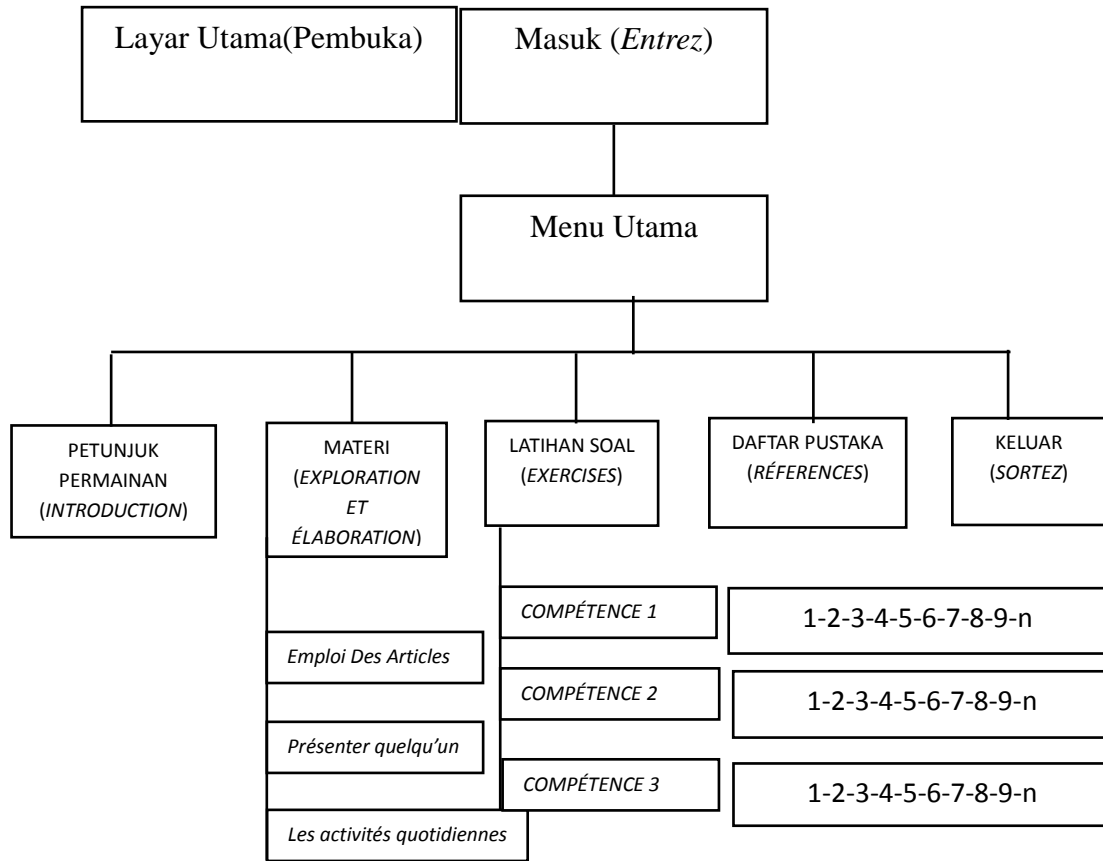 Layar Utama(Pembuka)
Masuk (Entrez)
Menu Utama
PETUNJUK
PERMAINAN
(INTRODUCTION)
MATERI
(EXPLORATION
ET
ÉLABORATION)
LATIHAN SOAL
(EXERCISES)
DAFTAR PUSTAKA
(RÉFERENCES)
KELUAR
(SORTEZ)
COMPÉTENCE 1
1-2-3-4-5-6-7-8-9-n
Emploi Des Articles
COMPÉTENCE 2
1-2-3-4-5-6-7-8-9-n
Présenter quelqu’un
COMPÉTENCE 3
1-2-3-4-5-6-7-8-9-n
Les activités quotidiennes